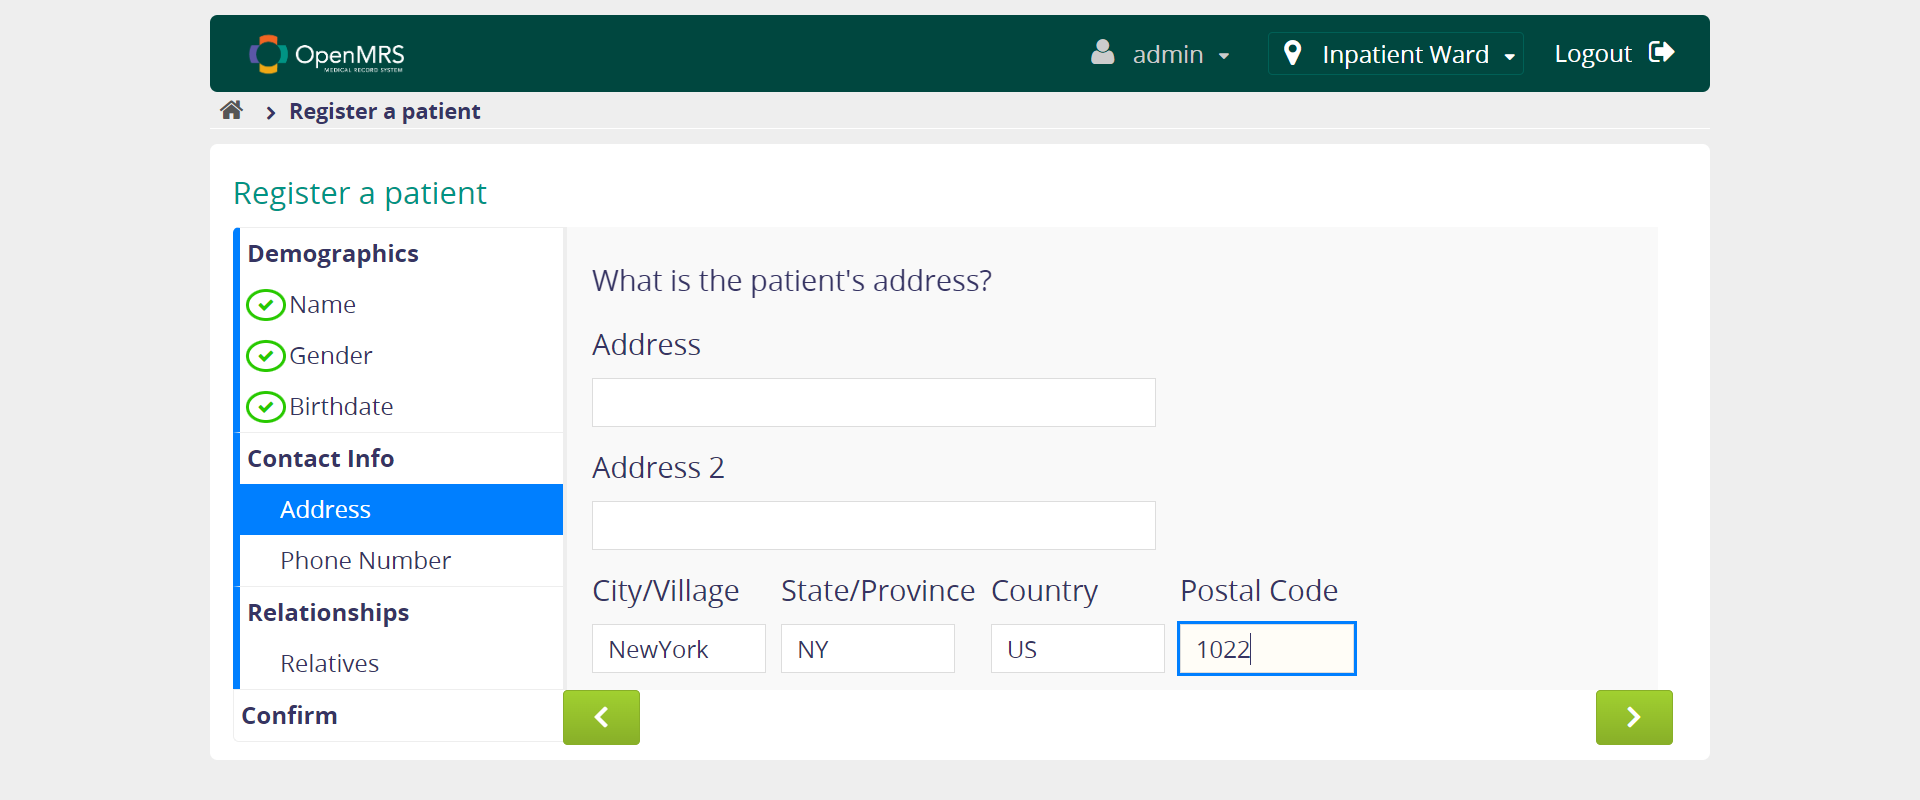 OpenMRS
MEDICAL RECORD SYSTEM
admin
Inpatient Ward
Logout
Register a patient
Register a patient
Demographics
Name
Gender
Birthdate
Contact Info
Address
Phone Number
Relationships
Relatives
Confirm
What is the patient's address?
Address
Address 2
City/Village State/Province Country Postal Code
NewYork NY US 1022